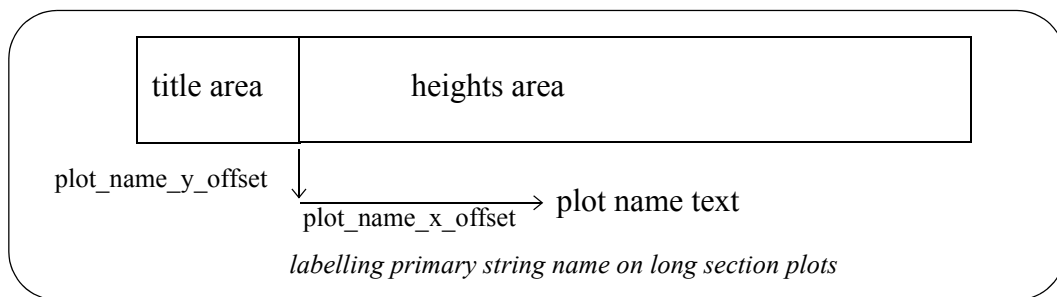 title area
heights area
plot_name_y_offset
plot name text
plot_name_x_offset
labelling primary string name on long section plots